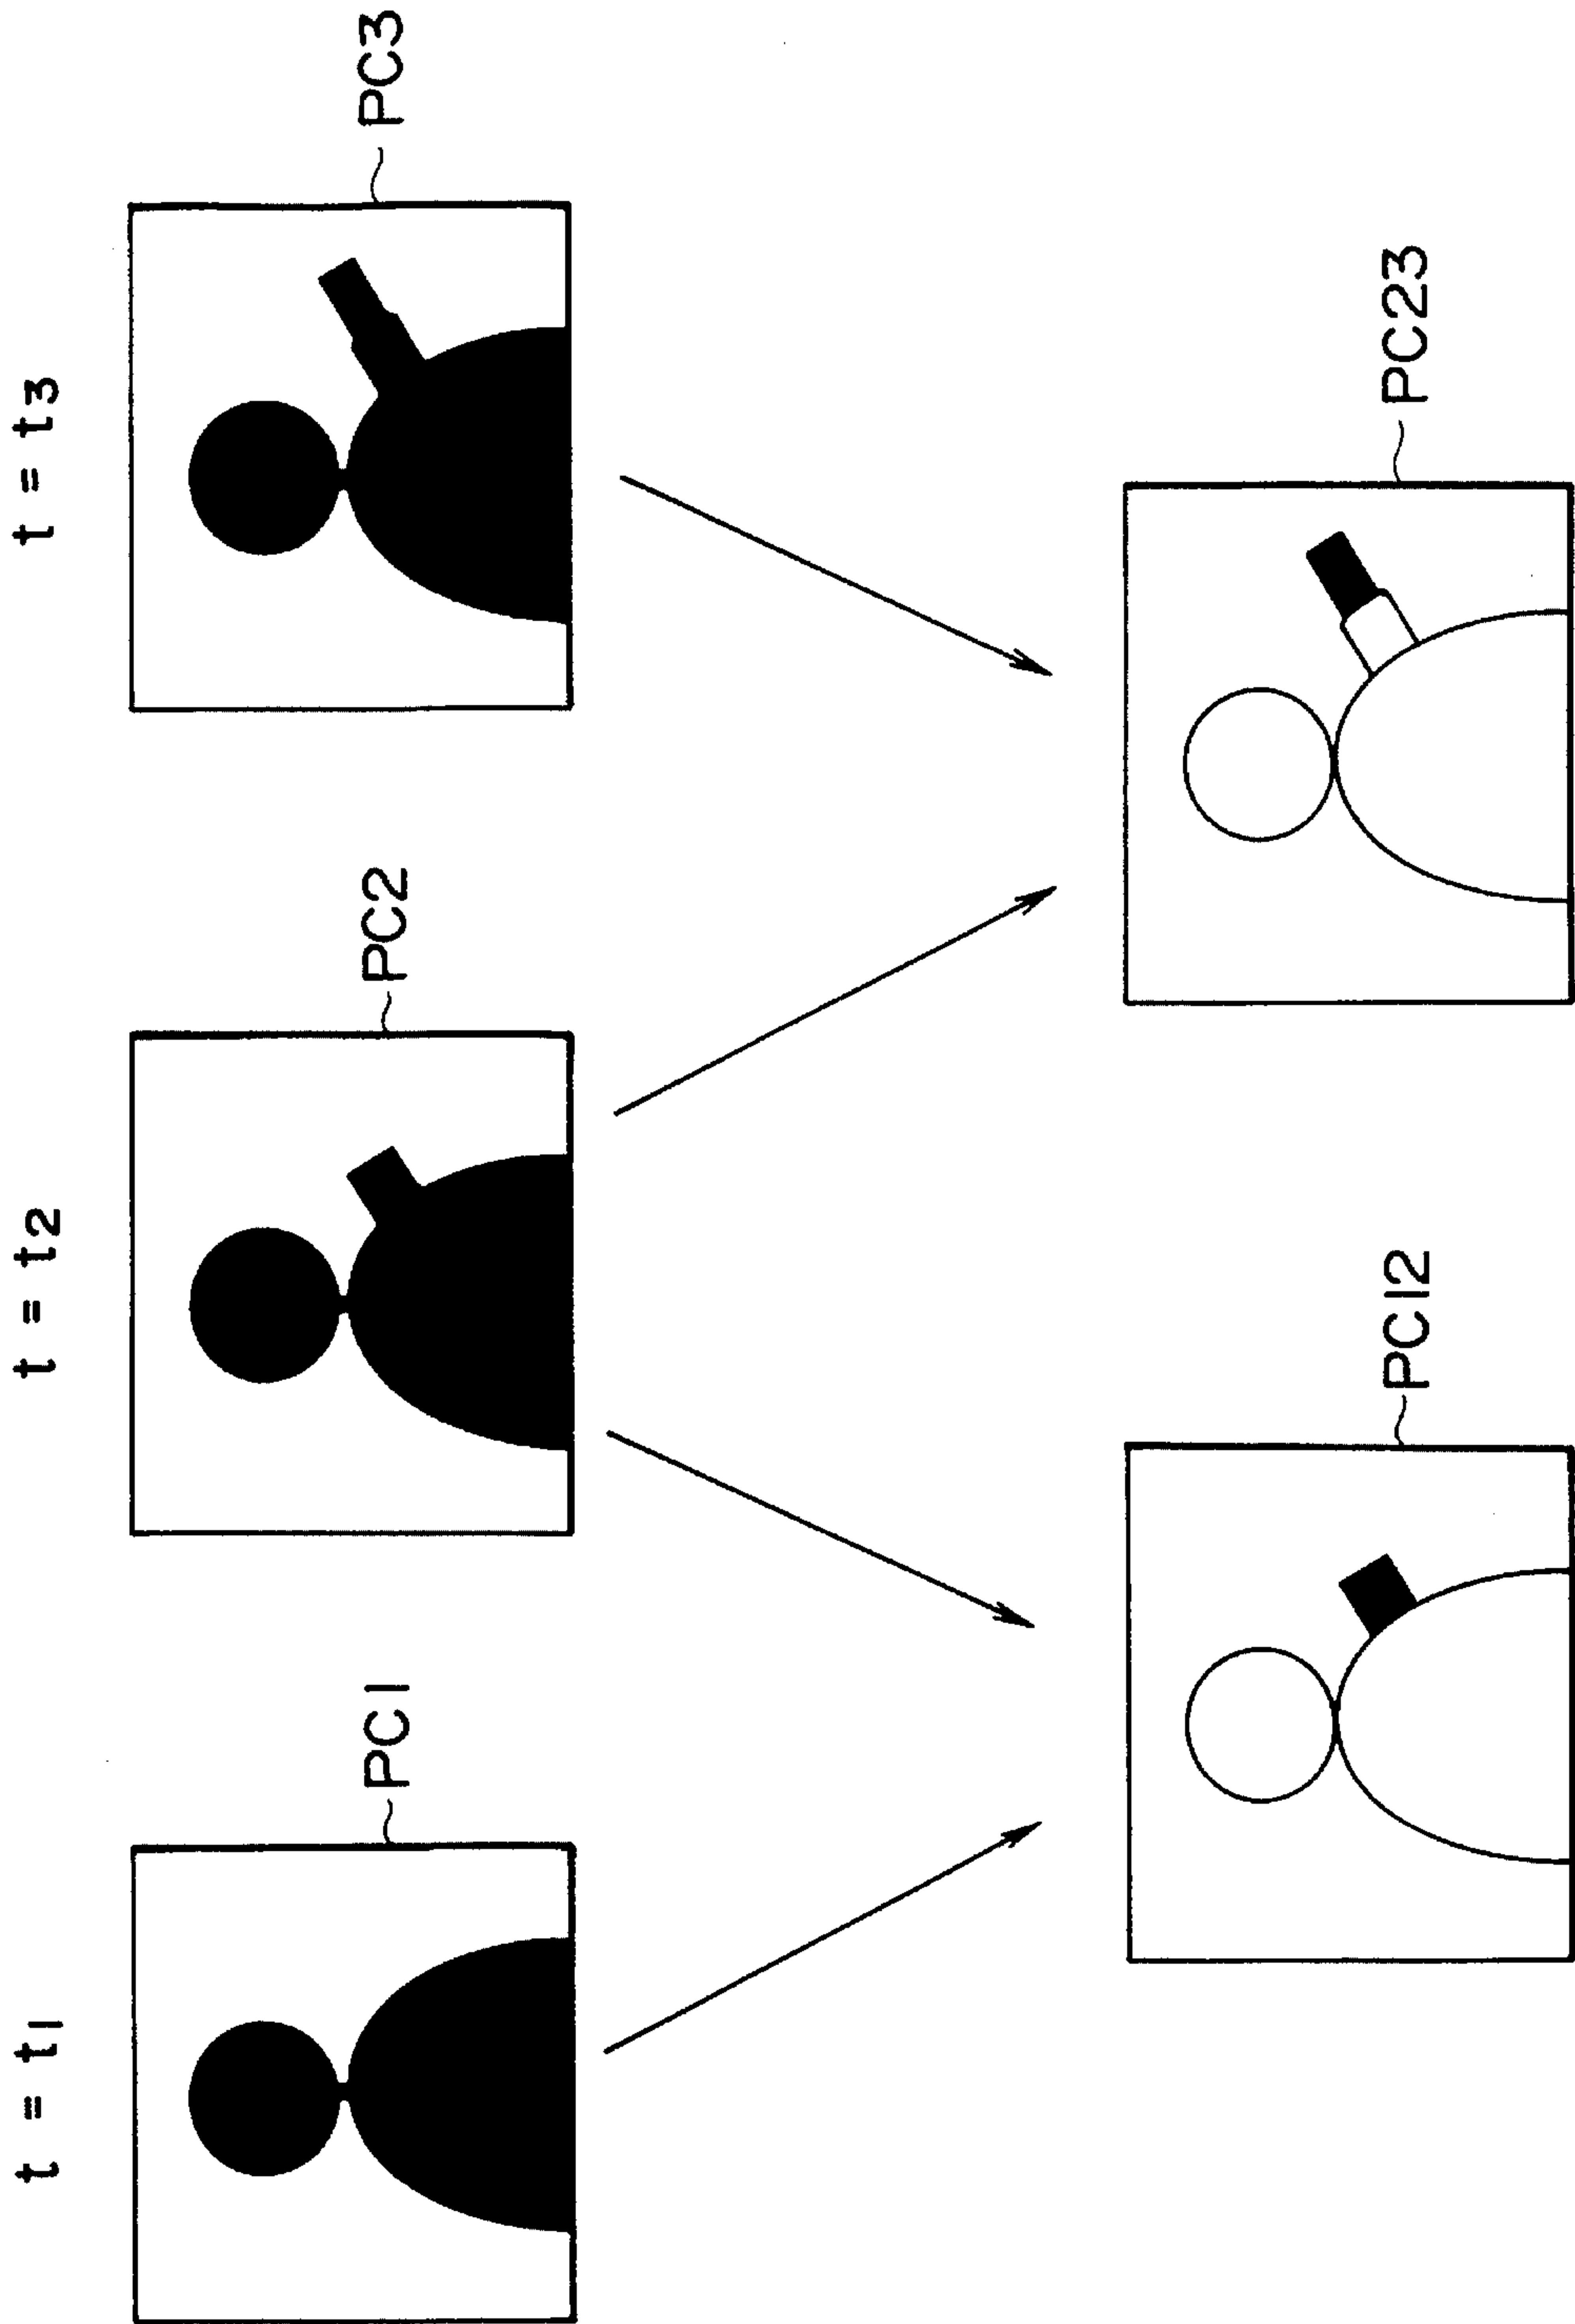 t = t1
t = t2
t = t3
PC1
PC2
PC3
PC12
PC23